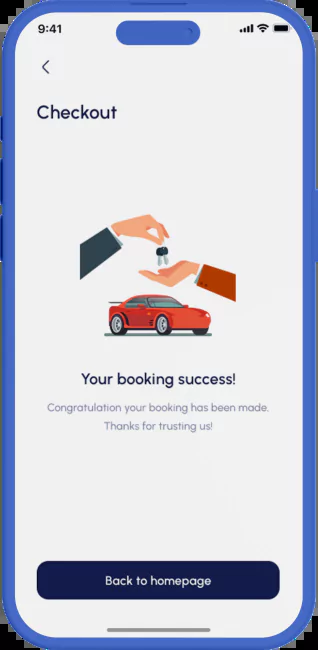 9:41
Checkout
Your booking success!
Congratulation your booking has been made.
Thanks for trusting us!
Back to homepage